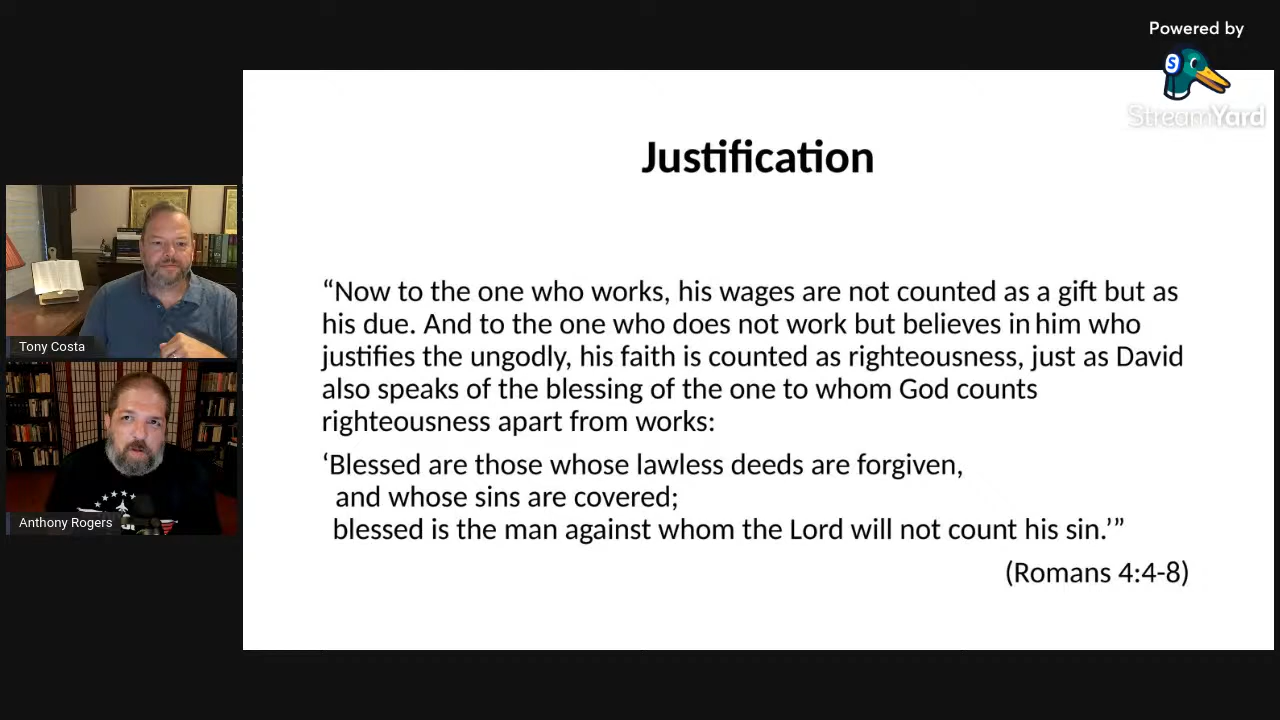 Powered by
StreamYard
Justification
“Now to the one who works, his wages are not counted as a gift but as
his due. And to the one who does not work but believes in him who
justifies the ungodly, his faith is counted as righteousness, just as David
also speaks of the blessing of the one to whom God counts
righteousness apart from works:
‘Blessed are those whose lawless deeds are forgiven,
and whose sins are covered;
blessed is the man against whom the Lord will not count his sin.’”
(Romans 4:4-8)
Tony Costa
Anthony Rogers